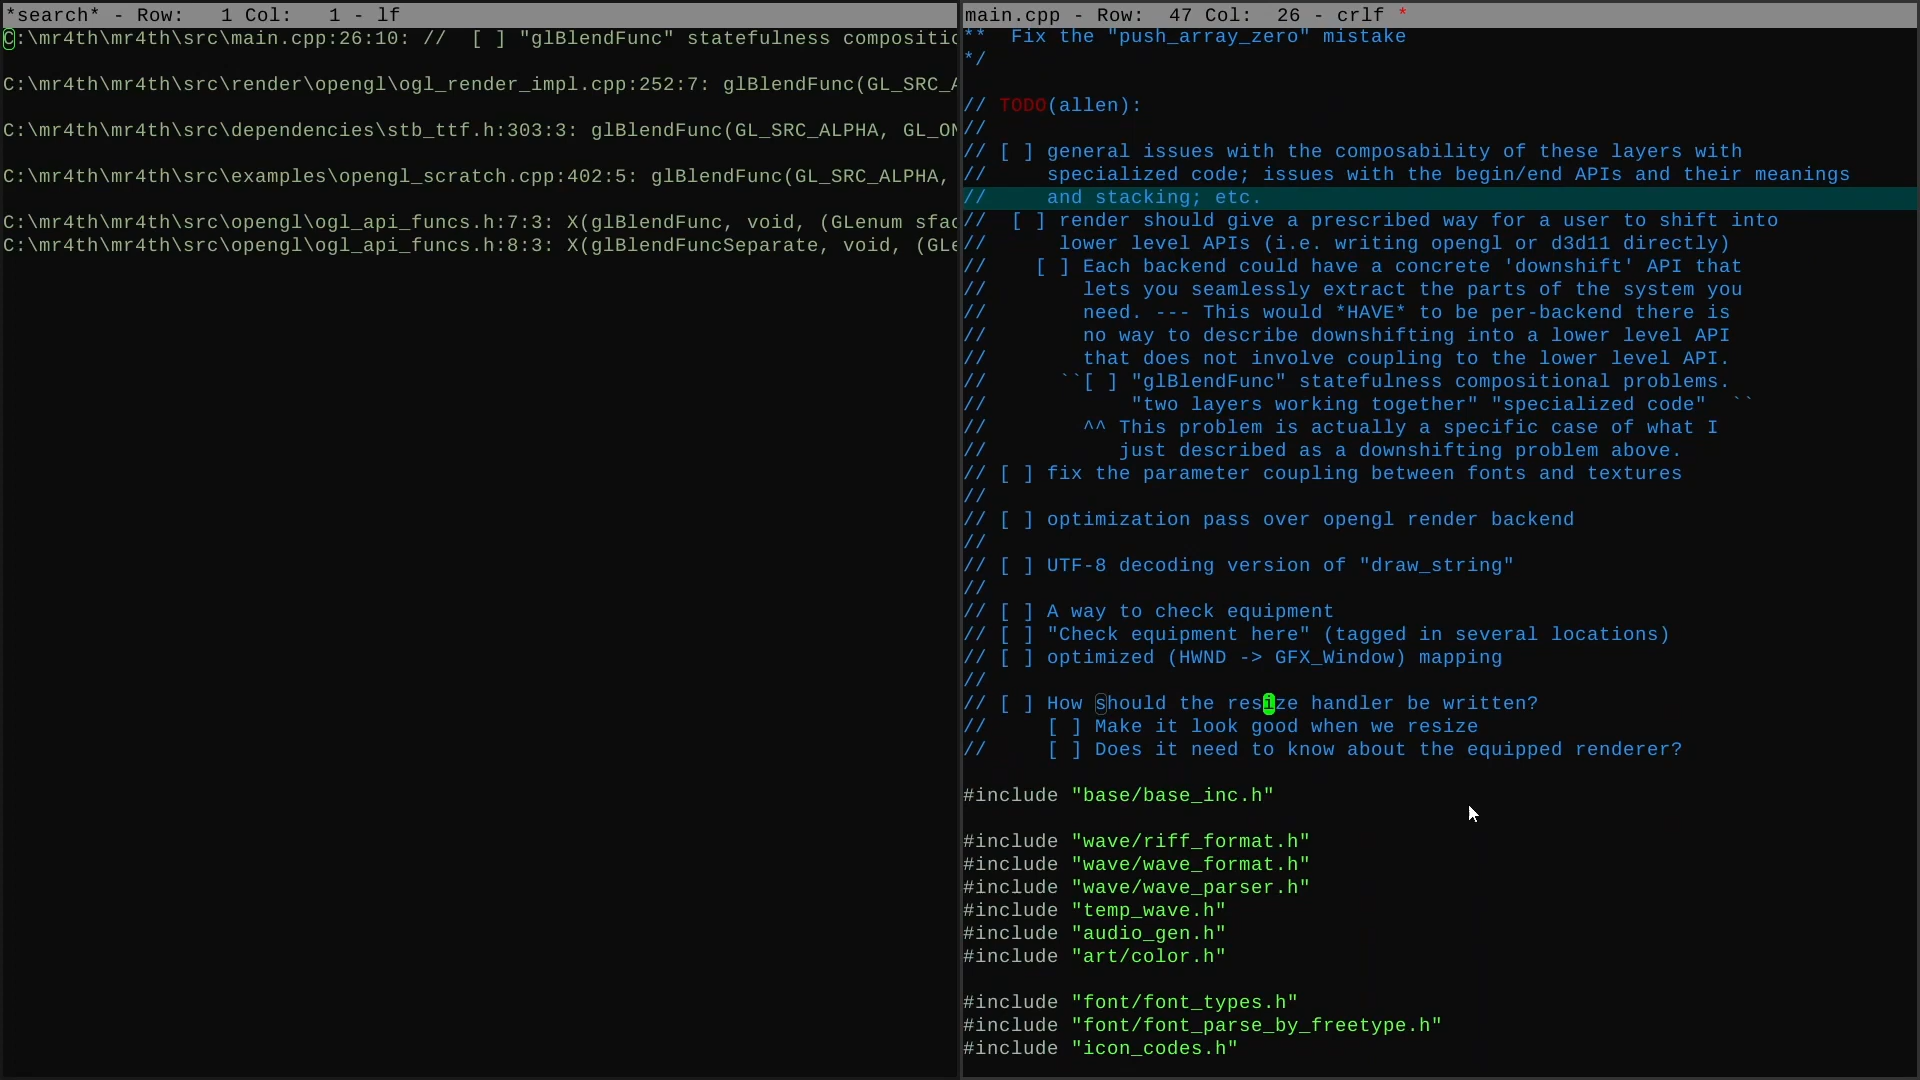 *search* - Row:   1 Col:   1 - lf
C:\mr4th\mr4th\src\main.cpp:26:10: //  [ ] "glBlendFunc" statefulness compositio
C:\mr4th\mr4th\src\render\opengl\ogl_render_impl.cpp:252:7: glBlendFunc(GL_SRC_A
C:\mr4th\mr4th\src\dependencies\stb_ttf.h:303:3: glBlendFunc(GL_SRC_ALPHA, GL_ON
C:\mr4th\mr4th\src\examples\opengl_scratch.cpp:402:5: glBlendFunc(GL_SRC_ALPHA,
C:\mr4th\mr4th\src\opengl\ogl_api_funcs.h:7:3: X(glBlendFunc, void, (GLenum sfac
C:\mr4th\mr4th\src\opengl\ogl_api_funcs.h:8:3: X(glBlendFuncSeparate, void, (GLe
main.cpp - Row:  47 Col:  26 - crlf *
**  Fix the "push_array_zero" mistake
*/
// TODO(allen):
//
// [ ] general issues with the composability of these layers with
//     specialized code; issues with the begin/end APIs and their meanings
//     and stacking; etc.
//  [ ] render should give a prescribed way for a user to shift into
//      lower level APIs (i.e. writing opengl or d3d11 directly)
//    [ ] Each backend could have a concrete 'downshift' API that
//        lets you seamlessly extract the parts of the system you
//        need. --- This would *HAVE* to be per-backend there is
//        no way to describe downshifting into a lower level API
//        that does not involve coupling to the lower level API.
//      ``[ ] "glBlendFunc" statefulness compositional problems.
//            "two layers working together" "specialized code"  ``
//        ^^ This problem is actually a specific case of what I
//           just described as a downshifting problem above.
// [ ] fix the parameter coupling between fonts and textures
//
// [ ] optimization pass over opengl render backend
//
// [ ] UTF-8 decoding version of "draw_string"
//
// [ ] A way to check equipment
// [ ] "Check equipment here" (tagged in several locations)
// [ ] optimized (HWND -> GFX_Window) mapping
//
// [ ] How should the resize handler be written?
//     [ ] Make it look good when we resize
//     [ ] Does it need to know about the equipped renderer?
#include "base/base_inc.h"
#include "wave/riff_format.h"
#include "wave/wave_format.h"
#include "wave/wave_parser.h"
#include "temp_wave.h"
#include "audio_gen.h"
#include "art/color.h"
#include "font/font_types.h"
#include "font/font_parse_by_freetype.h"
#include "icon_codes.h"